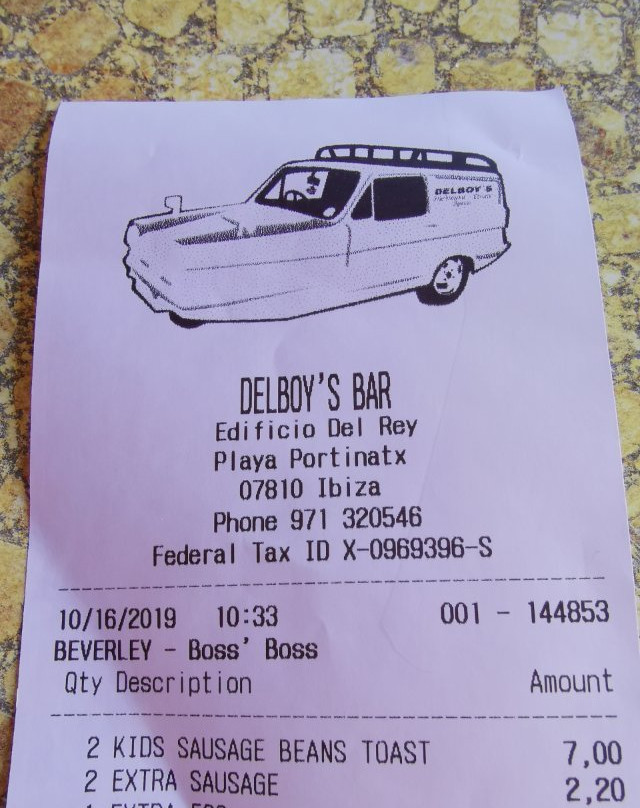 DELBOY'S
DELBOY'S BAR
Edificio Del Rey
Playa Portinatx
07810 Ibiza
Phone 971 320546
Federal Tax ID X-0969396-S
10/16/2019 10:33 001 - 144853
BEVERLEY - Boss' Boss
Qty Description Amount
2 KIDS SAUSAGE BEANS TOAST 7,00
2 EXTRA SAUSAGE 2,20